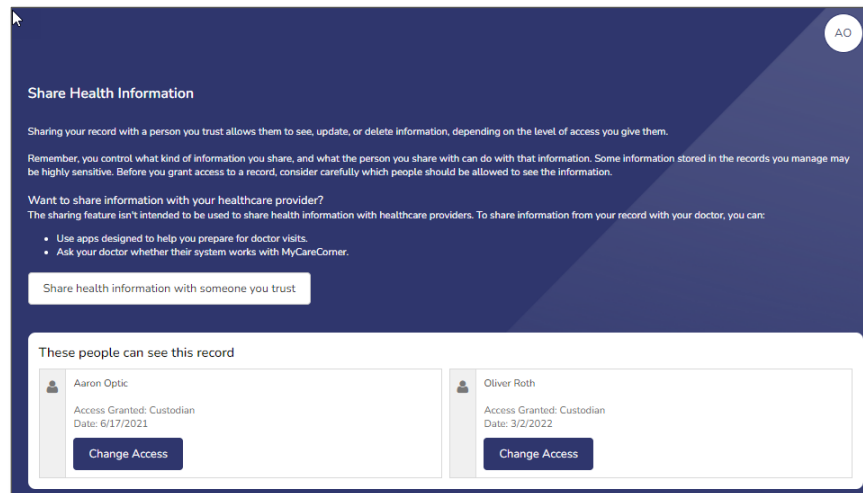 AO
Share Health Information
Sharing your record with a person you trust allows them to see, update, or delete information, depending on the level of access you give them.
Remember, you control what kind of information you share, and what the person you share with can do with that information. Some information stored in the records you manage may
be highly sensitive. Before you grant access to a record, consider carefully which people should be allowed to see the information.
Want to share information with your healthcare provider?
The sharing feature isn't intended to be used to share health information with healthcare providers. To share information from your record with your doctor, you can:
• Use apps designed to help you prepare for doctor visits.
• Ask your doctor whether their system works with MyCareCorner.
Share health information with someone you trust
These people can see this record
Aaron Optic
Access Granted: Custodian
Date: 6/17/2021
Change Access
Oliver Roth
Access Granted: Custodian
Date: 3/2/2022
Change Access